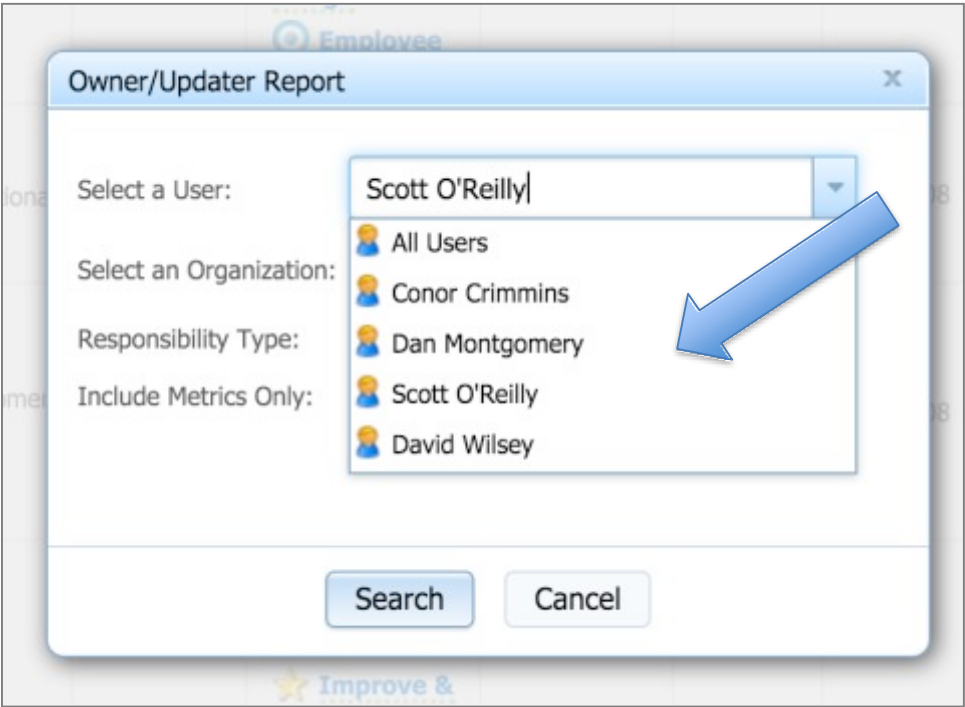 Employee
Owner/Updater Report
x
Select a User:
Scott O'Reilly
All Users
Select an Organization:
Conor Crimmins
Responsibility Type:
Dan Montgomery
Include Metrics Only:
Scott O'Reilly
David Wilsey
Search
Cancel
Improve &